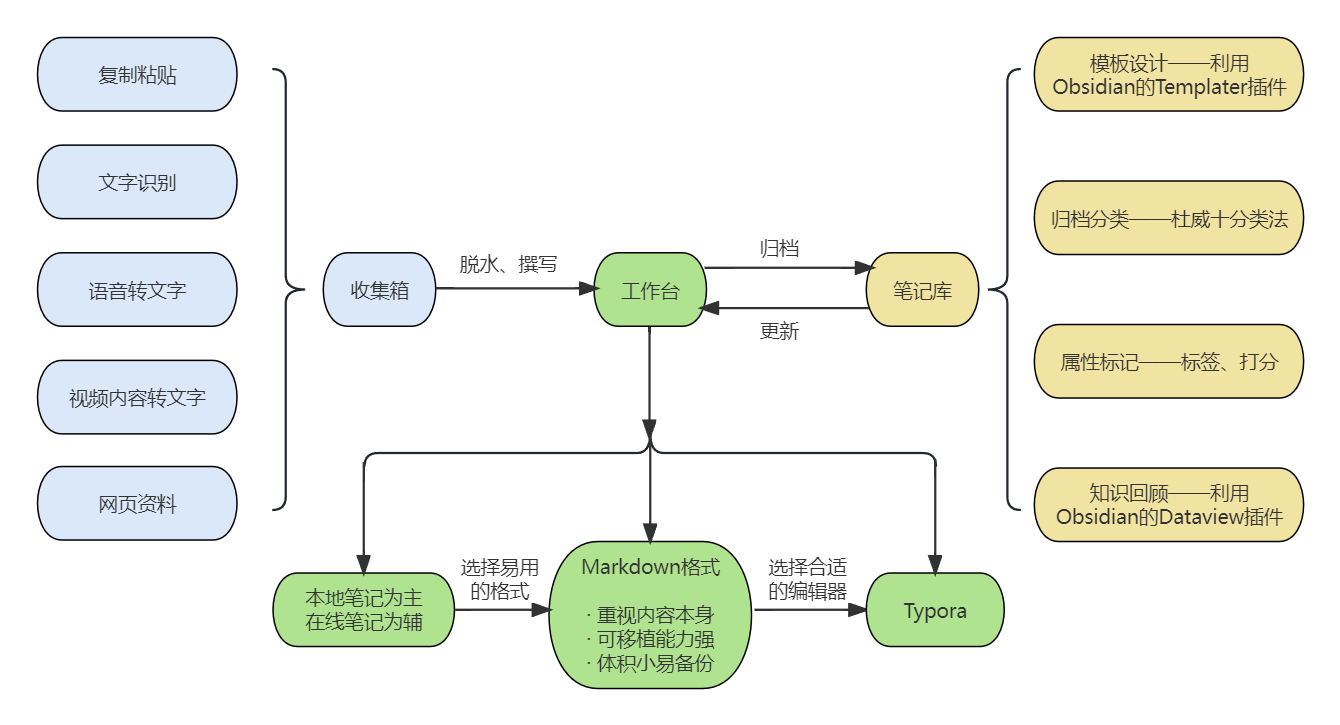 复制粘贴
文字识别
语音转文字
视频内容转文字
网页资料
收集箱
脱水、撰写
工作台
归档
更新
笔记库
模板设计——利用
Obsidian的Templater插件
归档分类——杜威十分类法
属性标记——标签、打分
知识回顾——利用
Obsidian的Dataview插件
本地笔记为主
在线笔记为辅
选择易用
的格式
Markdown格式
· 重视内容本身
· 可移植能力强
· 体积小易备份
选择合适
的编辑器
Typora